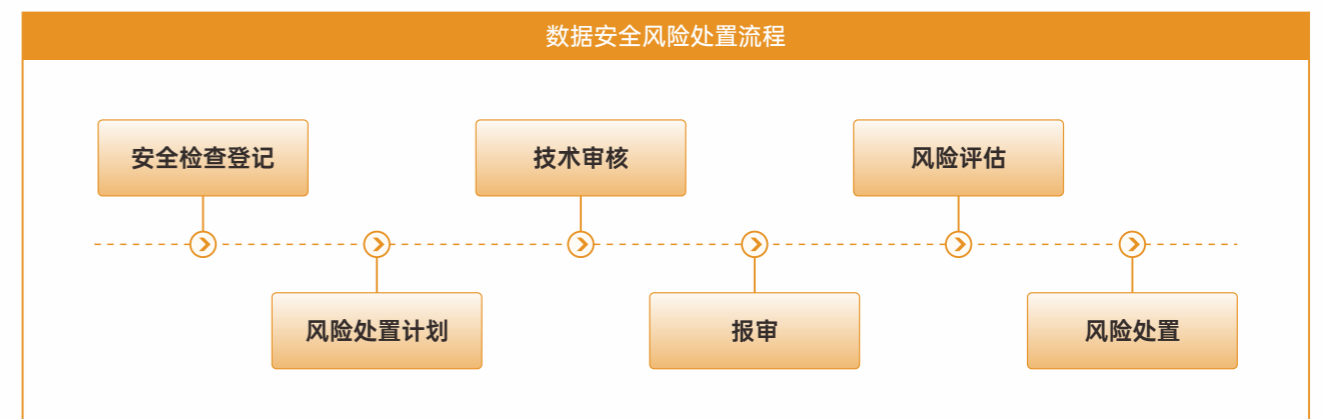 数据安全风险处置流程
安全检查登记
技术审核
风险评估
风险处置计划
报审
风险处置